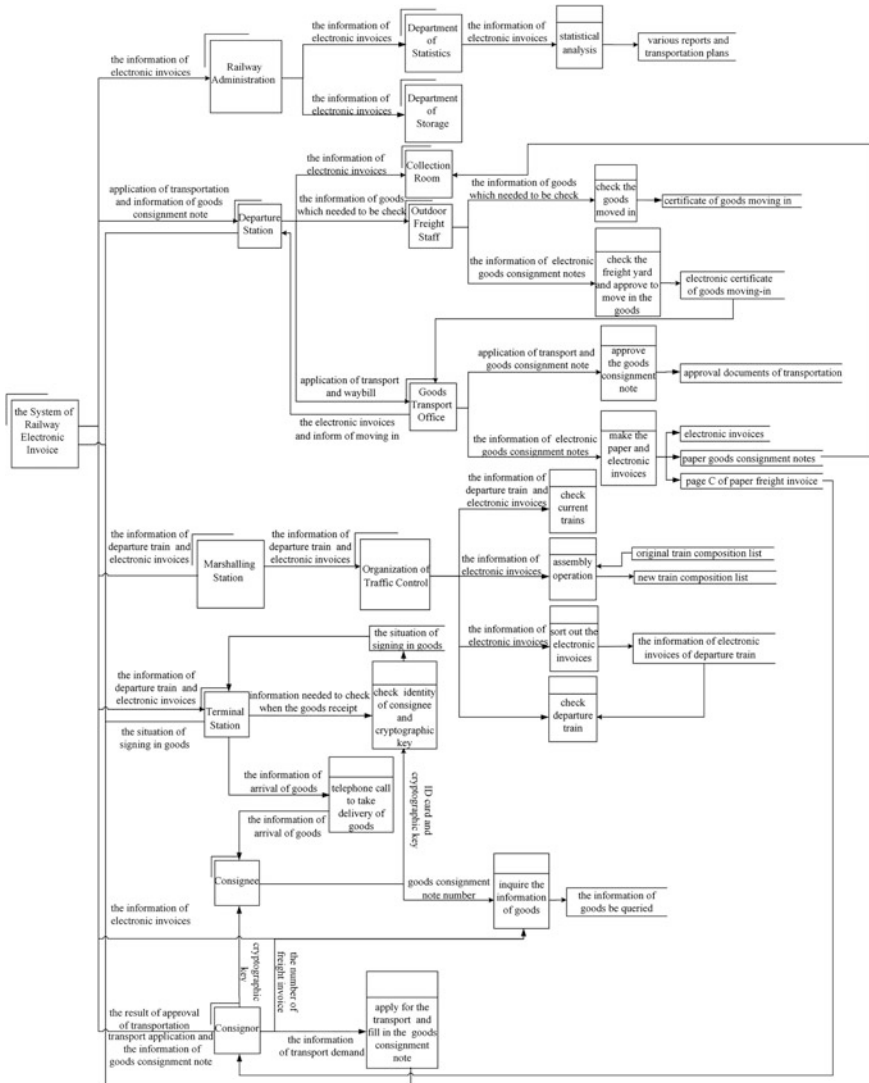 the information of
electronic invoices
Railway
Administration
the information of
electronic invoices
Department
of
Statistics
the information of
electronic invoices
statistical
analysis
various reports and
transportation plans
the information of
electronic invoices
Department
of
Storage
the information of
electronic invoices
Collection
Room
application of transportation
and information of goods
consignment note
Departure
Station
the information of goods
which needed to be check
Outdoor
Freight
Staff
the information of goods
which needed to be check
check the
goods
moved in
certificate of goods moving in
the information of electronic
goods consignment notes
check the
freight yard
and approve to
move in the
goods
electronic certificate
of goods moving-in
application of transport
and waybill
the electronic invoices
and inform of moving in
Goods
Transport
Office
application of transport and
goods consignment note
approve
the goods
consignment
note
approval documents of transportation
the System of
Railway
Electronic
Invoice
the information of electronic
goods consignment notes
make the
paper and
electronic
invoices
electronic invoices
paper goods consignment notes
page C of paper freight invoice
the information of
departure train and
electronic invoices
Marshalling
Station
the information of
departure train and
electronic invoices
Organization of
Traffic Control
the information of
departure train and
electronic invoices
check
current
trains
the information of
electronic invoices
assembly
operation
original train composition list
new train composition list
the information of
electronic invoices
sort out the
electronic
invoices
the information of electronic
invoices of departure train
check
departure
train
the situation of
signing in goods
the information of
departure train and
electronic invoices
the situation of
signing in goods
Terminal
Station
information needed to check
when the goods receipt
check identity
of consignee
and
cryptographic
key
the information of
arrival of goods
telephone call
to take
delivery of
goods
the information of
arrival of goods
ID card and
cryptographic key
Consignee
goods consignment
note number
inquire the
information
of goods
the information of
goods be queried
the information of
electronic invoices
cryptographic
key
the number of
freight invoice
the result of approval
of transportation
transport application and
the information of
goods consignment note
Consignor
the information
of transport demand
apply for the
transport and
fill in the goods
consignment
note